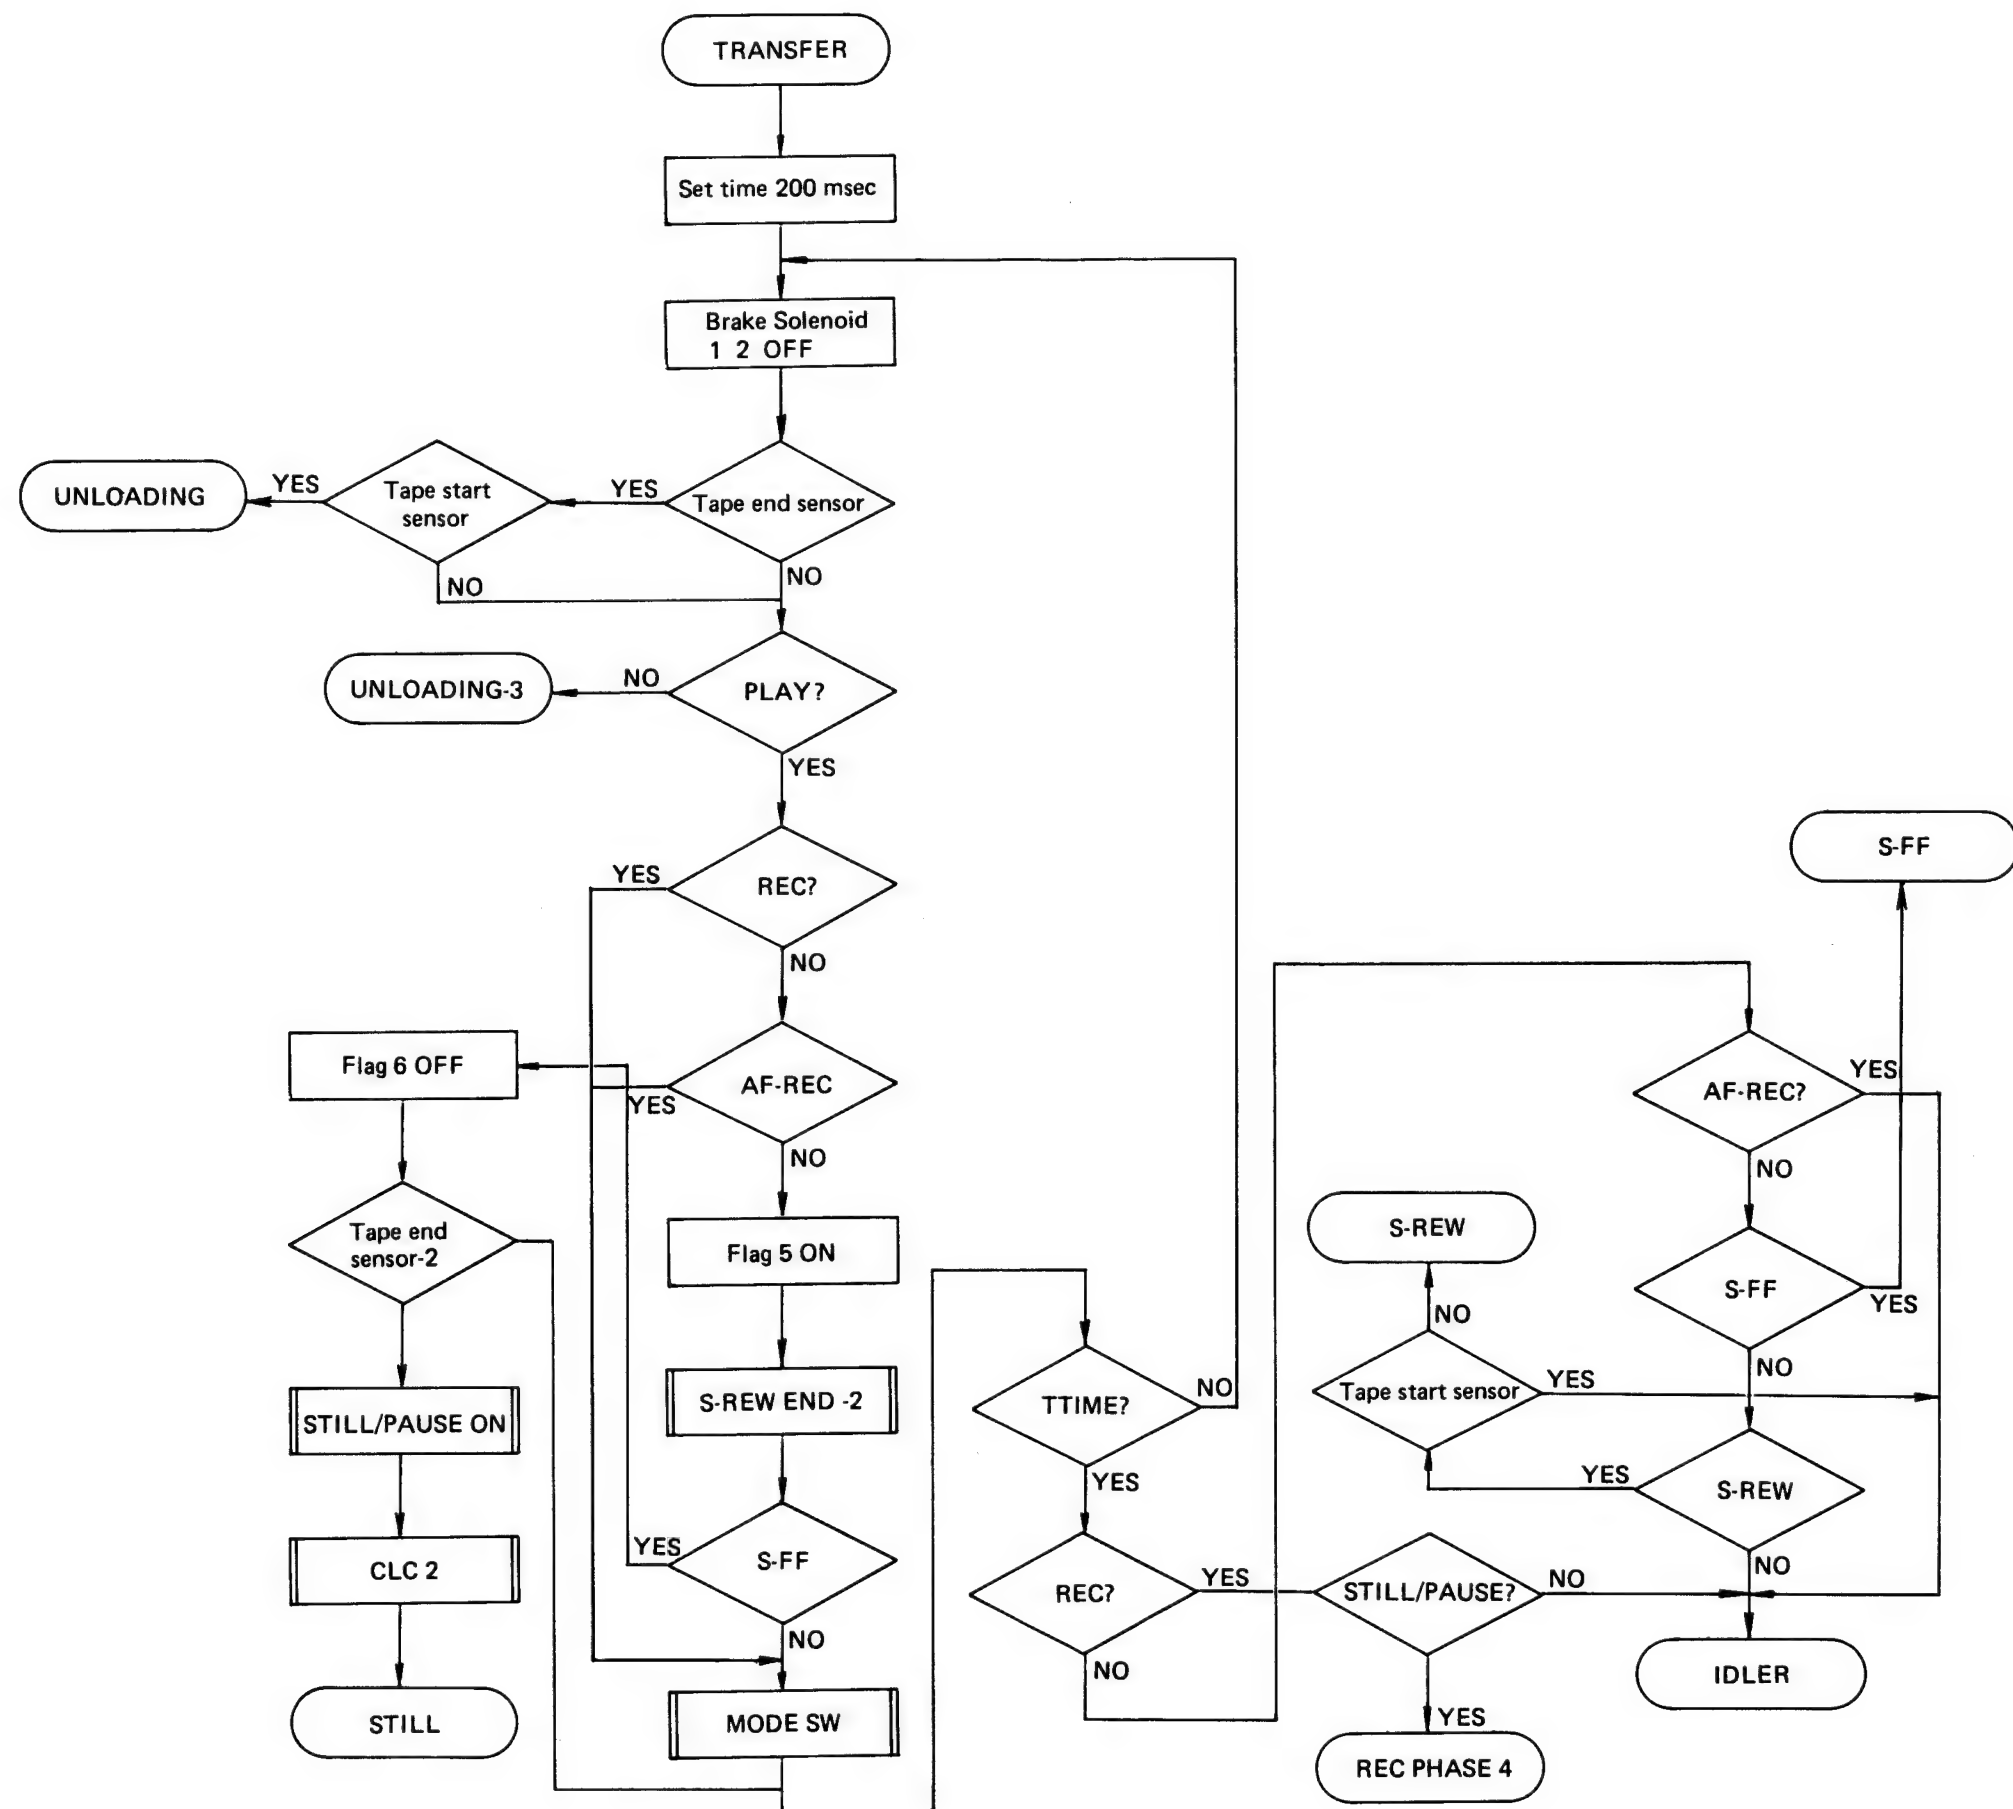 TRANSFER
Set time 200 msec
Brake Solenoid
1 2 OFF
UNLOADING
YES
Tape start
sensor
YES
Tape end sensor
NO
NO
UNLOADING-3
NO
PLAY?
YES
YES
REC?
NO
Flag 6 OFF
YES
AF-REC
NO
Tape end
sensor-2
Flag 5 ON
STILL/PAUSE ON
S-REW END -2
CLC 2
YES
S-FF
NO
STILL
MODE SW
TTIME?
NO
YES
REC?
YES
NO
STILL/PAUSE?
NO
YES
REC PHASE 4
S-FF
AF-REC?
YES
NO
S-REW
S-FF
YES
NO
NO
Tape start sensor
YES
YES
S-REW
NO
IDLER